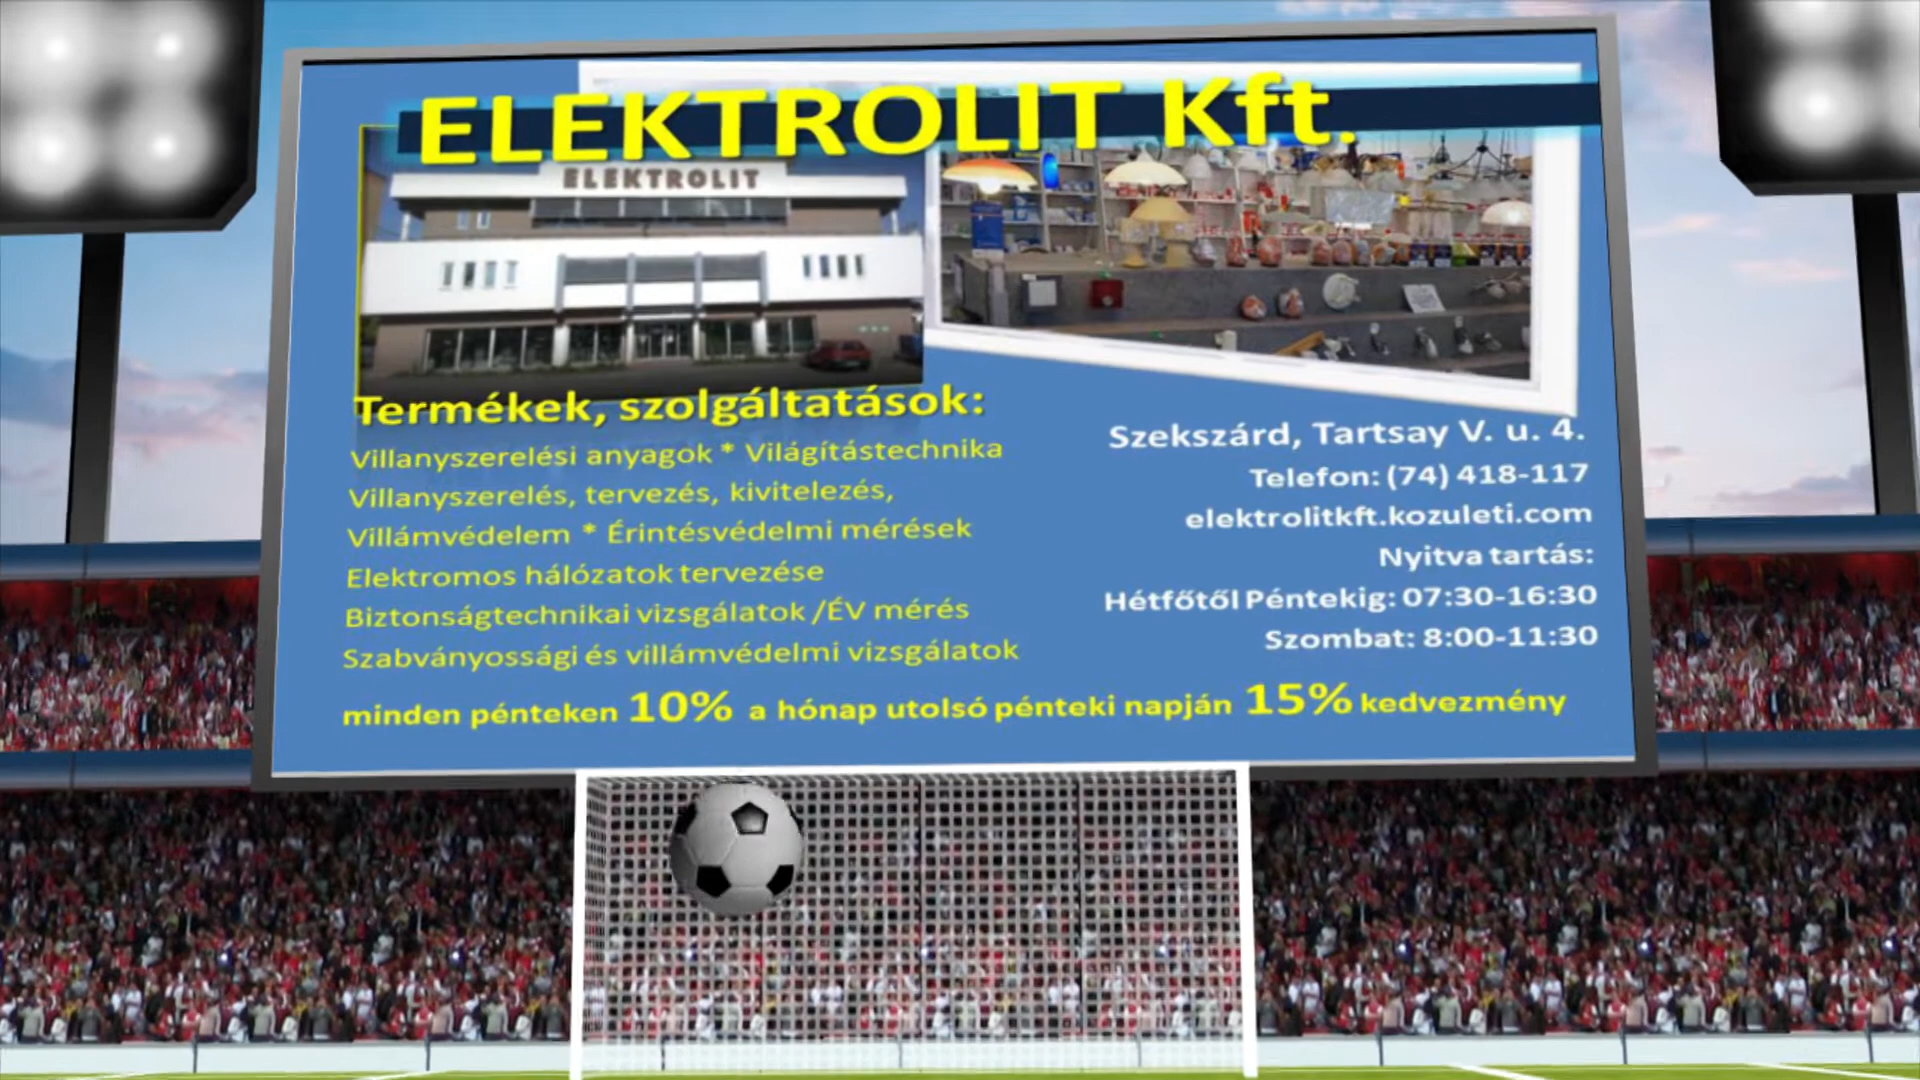 ELEKTROLIT Kft.
ELEKTROLIT
Termékek, szolgáltatások:
Villanyszerelési anyagok * Világítástechnika
Villanyszerelés, tervezés, kivitelezés,
Villámvédelem * Érintésvédelmi mérések
Elektromos hálózatok tervezése
Biztonságtechnikai vizsgálatok /ÉV mérés
Szabványossági és villámvédelmi vizsgálatok
Szekszárd, Tartsay V. u. 4.
Telefon: (74) 418-117
elektrolitkft.kozuleti.com
Nyitva tartás:
Hétfőtől Péntekig: 07:30-16:30
Szombat: 8:00-11:30
minden pénteken 10% a hónap utolsó pénteki napján 15% kedvezmény